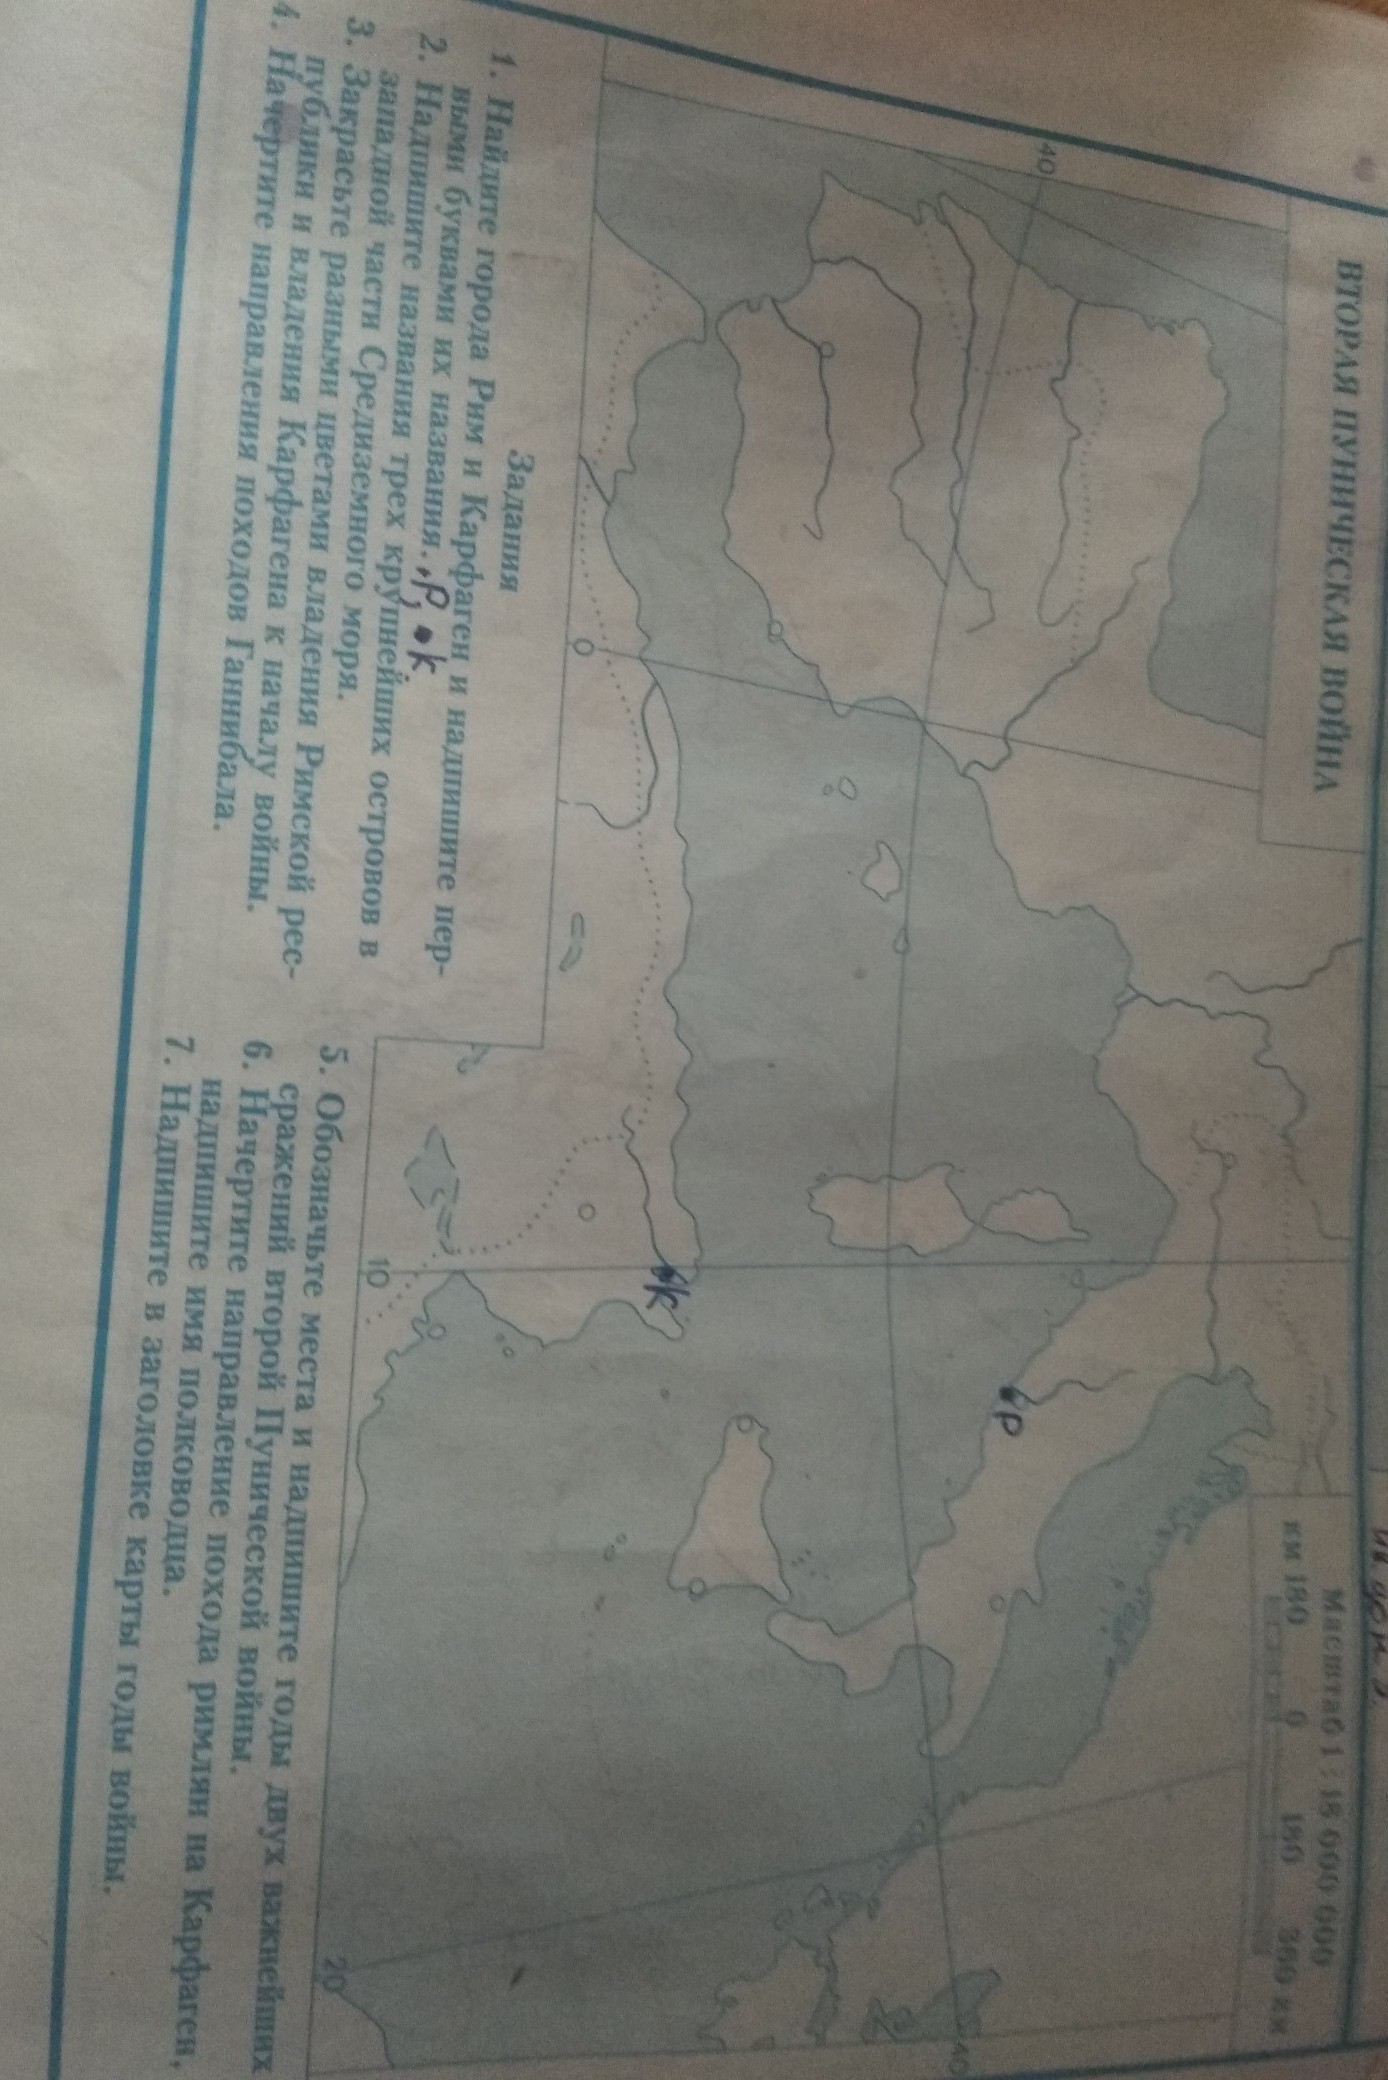 ВТОРАЯ ПУНИЧЕСКАЯ ВОЙНА
Масштаб 1 : 18 000 000
км 180 0 180 360 км
40
40
Р
К
0
10
20
Задания
1. Найдите города Рим и Карфаген и надпишите пер-
выми буквами их названия. •Р, •К.
2. Надпишите названия трех крупнейших островов в
западной части Средиземного моря.
3. Закрасьте разными цветами владения Римской рес-
публики и владения Карфагена к началу войны.
4. Начертите направления походов Ганнибала.
5. Обозначьте места и надпишите годы двух важнейших
сражений второй Пунической войны.
6. Начертите направление похода римлян на Карфаген,
надпишите имя полководца.
7. Надпишите в заголовке карты годы войны.